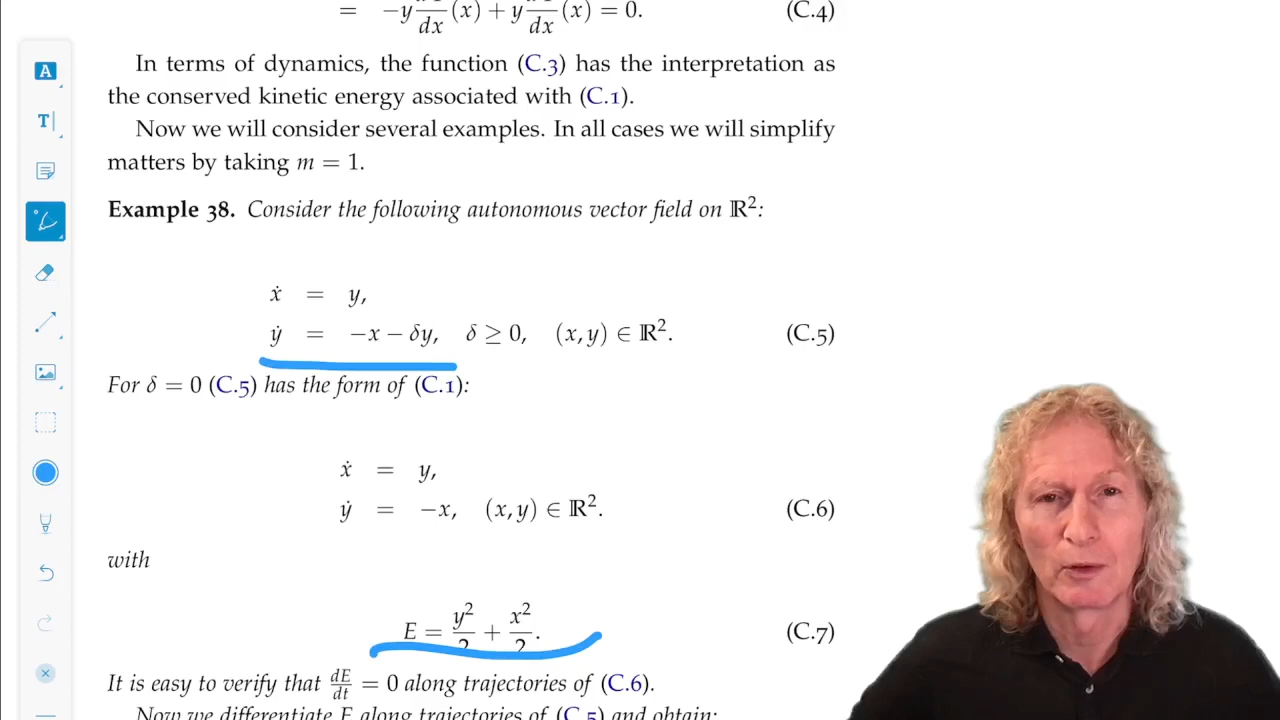 = −y d/dx (x) + y d/dx (x) = 0. (C.4)
In terms of dynamics, the function (C.3) has the interpretation as
the conserved kinetic energy associated with (C.1).
Now we will consider several examples. In all cases we will simplify
matters by taking m = 1.
Example 38. Consider the following autonomous vector field on ℝ²:
ẋ = y,
ẏ = −x − δy, δ ≥ 0, (x, y) ∈ ℝ². (C.5)
For δ = 0 (C.5) has the form of (C.1):
ẋ = y,
ẏ = −x, (x, y) ∈ ℝ². (C.6)
with
E = y²/2 + x²/2. (C.7)
It is easy to verify that dE/dt = 0 along trajectories of (C.6).
Now we differentiate E along trajectories of (C.5) and obtain:
A
T